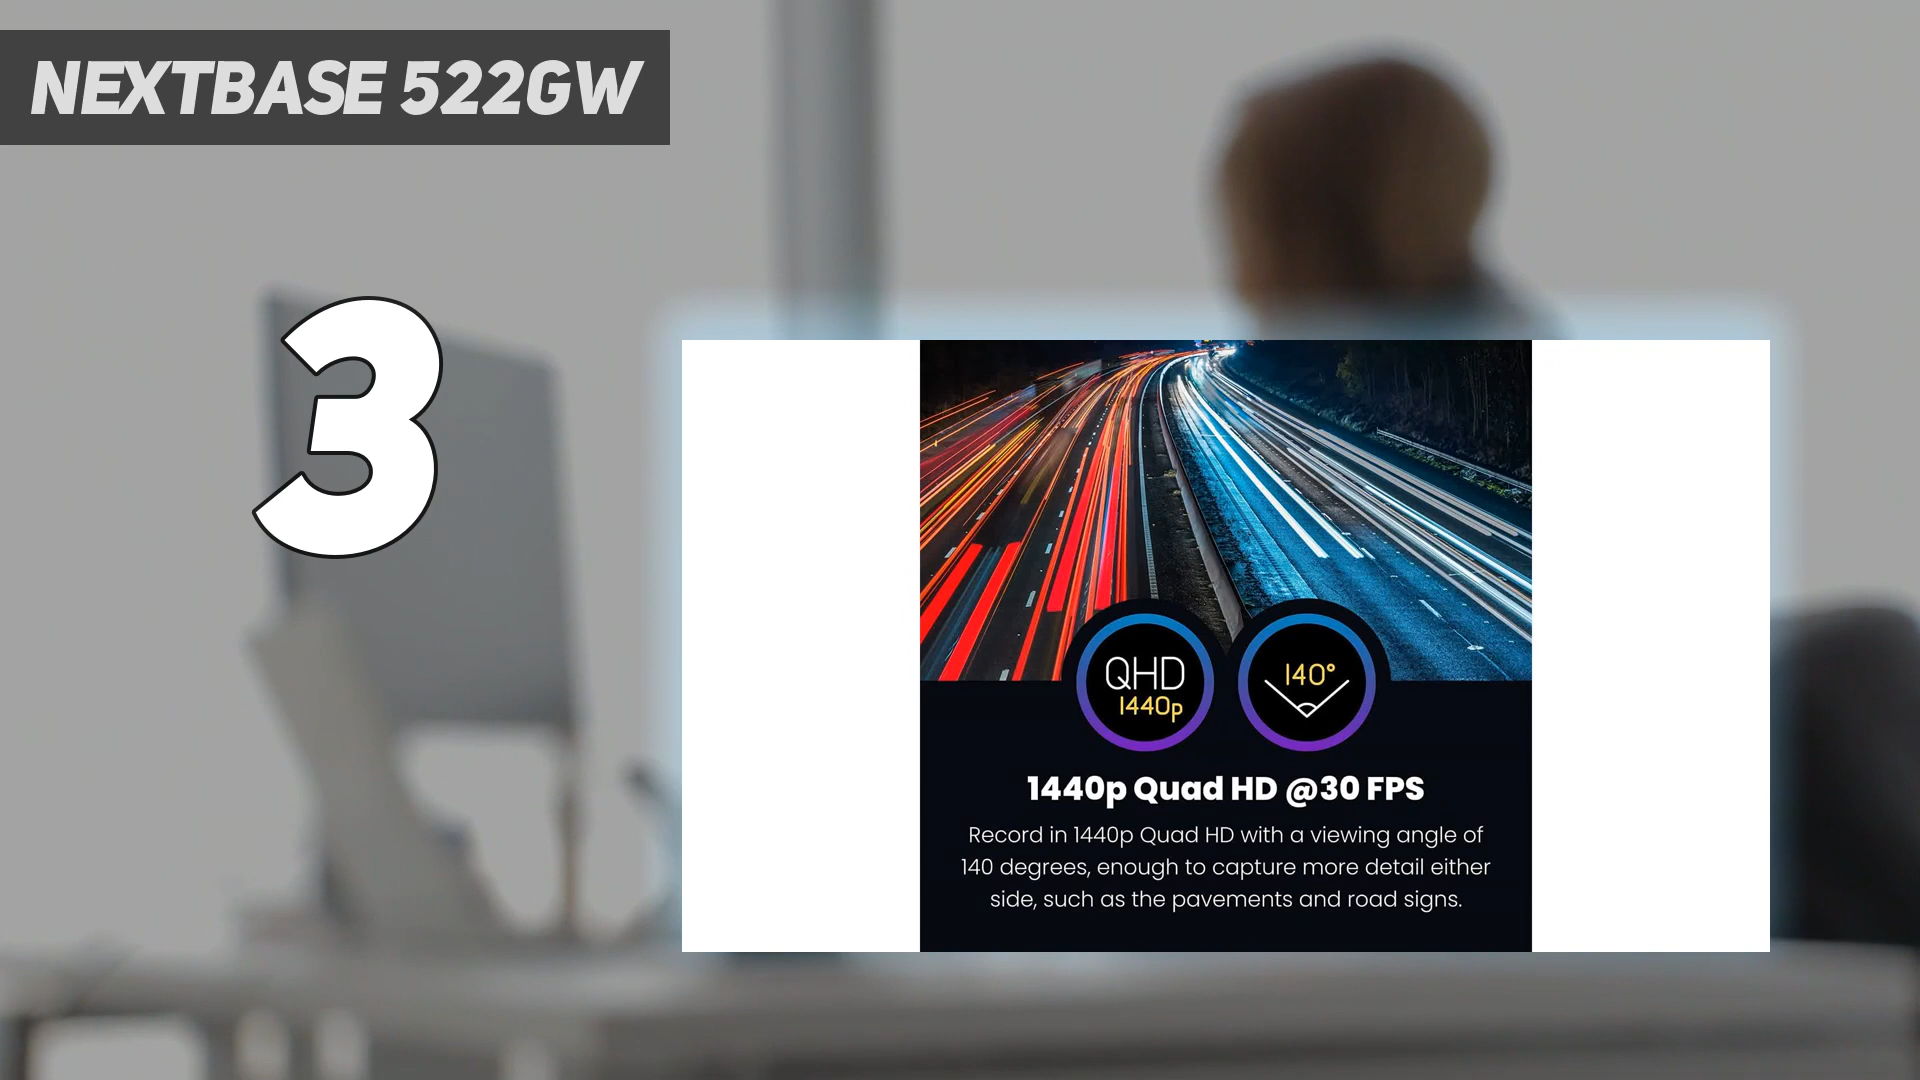 NEXTBASE 522GW
3
QHD
1440p
140°
1440p Quad HD @30 FPS
Record in 1440p Quad HD with a viewing angle of
140 degrees, enough to capture more detail either
side, such as the pavements and road signs.